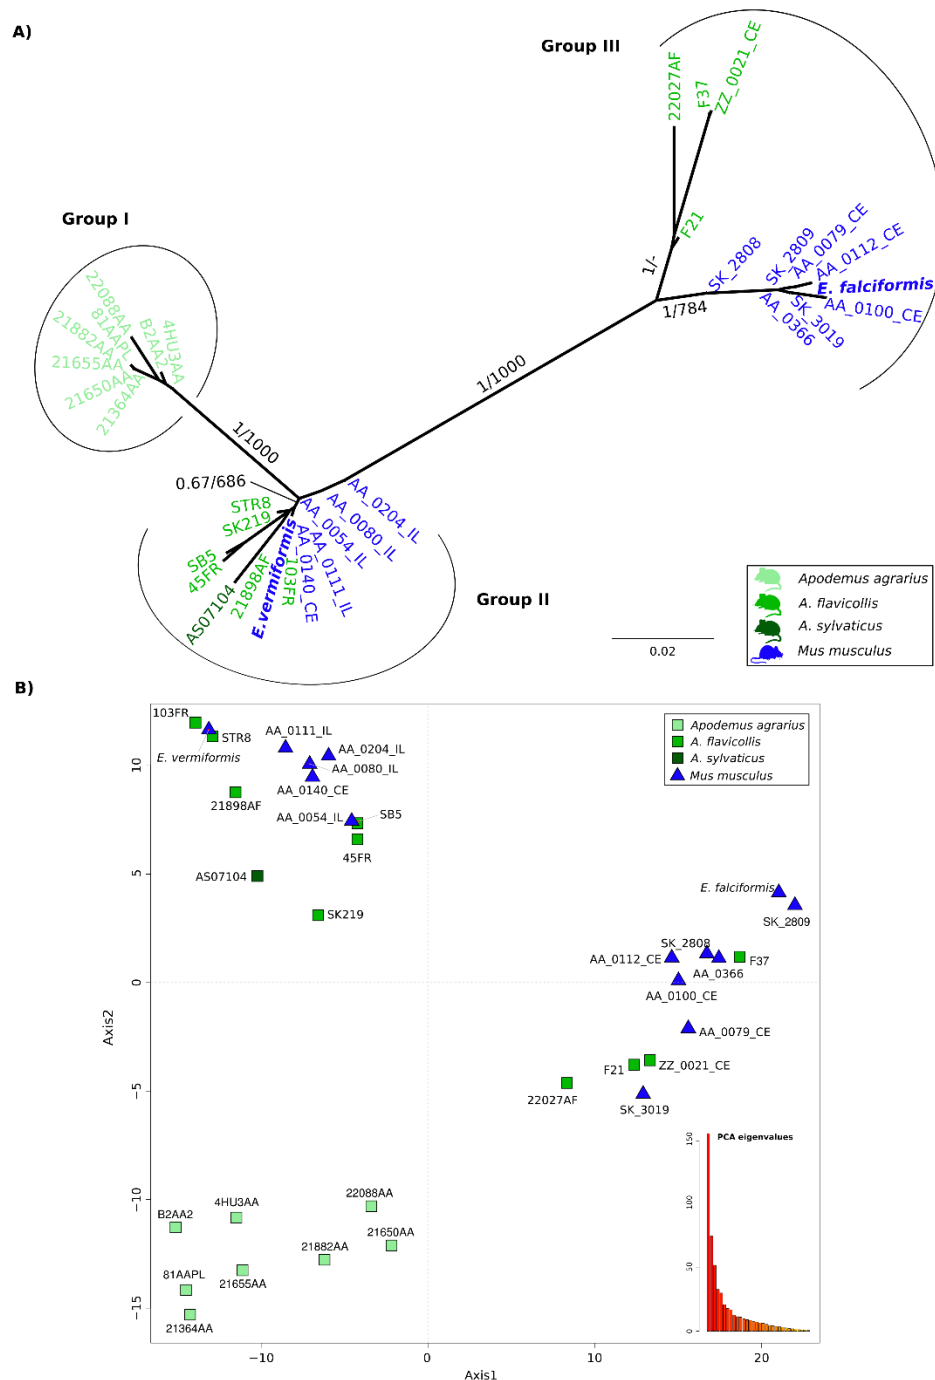 A)
Group III
22027AF
F37
ZZ_0021_CE
F21
1/-
SK_2808
SK_2809
AA_0079_CE
AA_0112_CE
E. falciformis
AA_0100_CE
SK_3019
AA_0366
1/784
Group I
22088AA
81AAPL
21882AA
21655AA
21650AA
21364AA
B2AA2
4HU3AA
1/1000
1/1000
0.67/686
STR8
SK219
SB5
45FR
AS07104
21898AF
E.vermiformis
103FR
AA_0140_CE
AA_0111_IL
AA_0054_IL
AA_0080_IL
AA_0204_IL
Group II
0.02
Apodemus agrarius
A. flavicollis
A. sylvaticus
Mus musculus
B)
103FR
STR8
E. vermiformis
AA_0111_IL
AA_0204_IL
AA_0080_IL
AA_0140_CE
21898AF
AA_0054_IL
SB5
45FR
AS07104
SK219
Apodemus agrarius
A. flavicollis
A. sylvaticus
Mus musculus
E. falciformis
SK_2809
SK_2808
AA_0112_CE
F37
AA_0366
AA_0100_CE
AA_0079_CE
F21
ZZ_0021_CE
22027AF
SK_3019
B2AA2
4HU3AA
22088AA
21650AA
21882AA
21655AA
81AAPL
21364AA
PCA eigenvalues
150
100
50
0
10
5
0
−5
−10
−15
Axis2
−10
0
10
20
Axis1